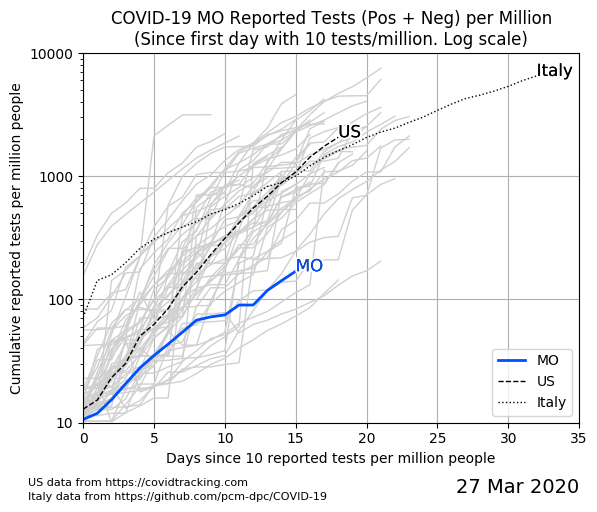 COVID-19 MO Reported Tests (Pos + Neg) per Million
(Since first day with 10 tests/million. Log scale)
Cumulative reported tests per million people
10000
1000
100
10
Italy
US
MO
MO
US
Italy
0 5 10 15 20 25 30 35
Days since 10 reported tests per million people
US data from https://covidtracking.com
Italy data from https://github.com/pcm-dpc/COVID-19
27 Mar 2020